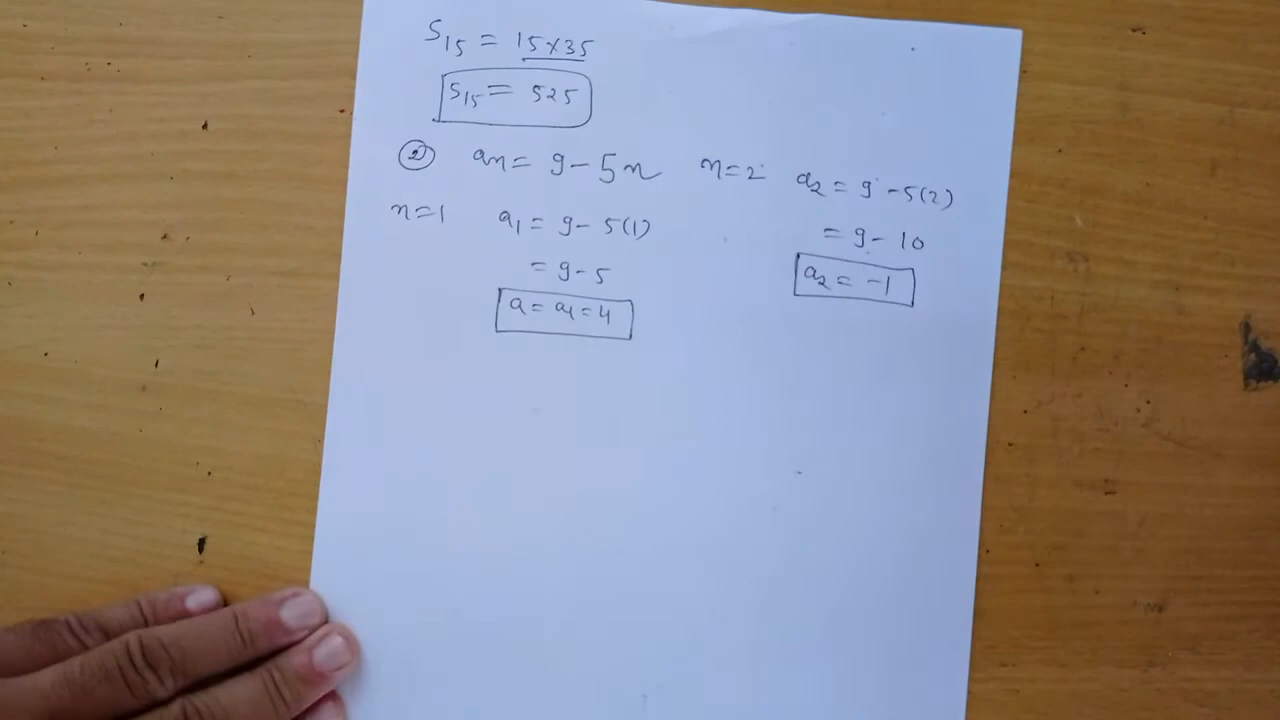 S15 = 15×35
S15 = 525
② an = 9 - 5n
n=1 a1 = 9 - 5(1)
= 9 - 5
a = a1 = 4
n=2 a2 = 9 - 5(2)
= 9 - 10
a2 = -1